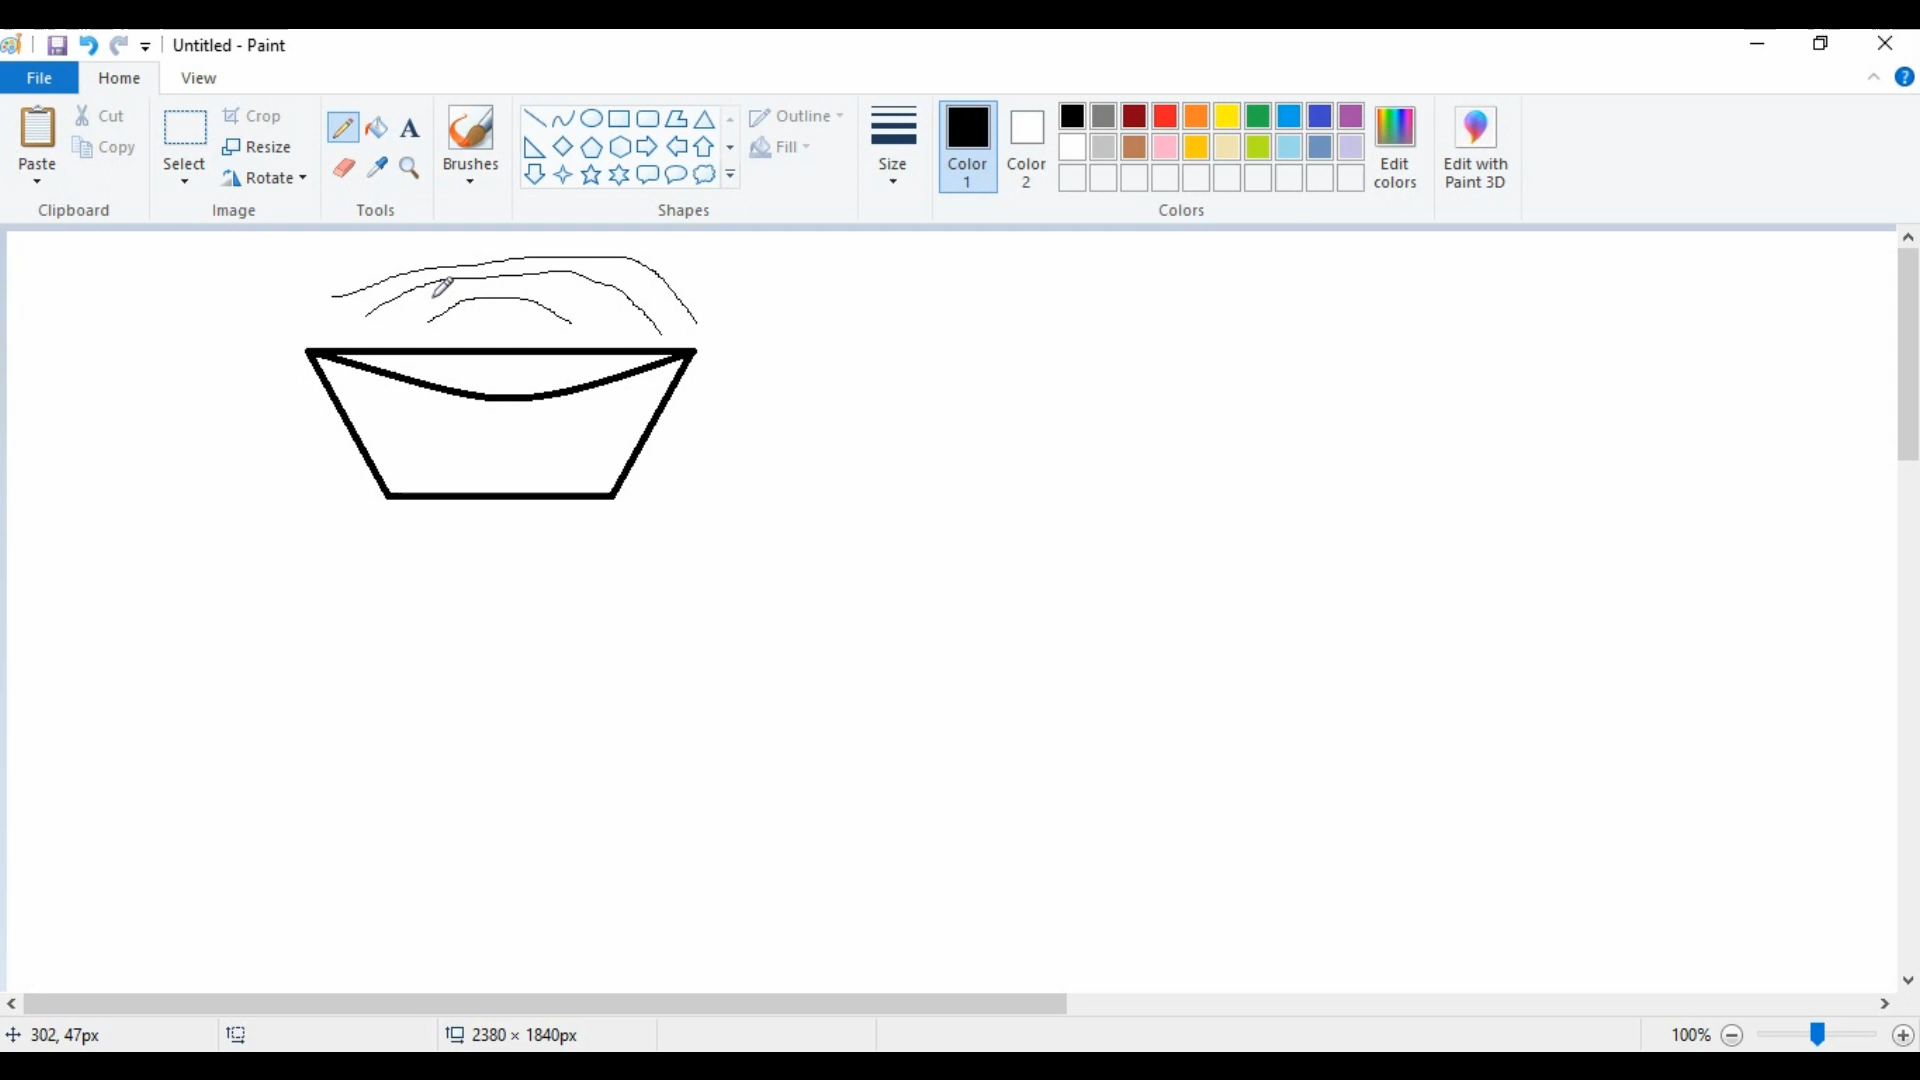 Untitled - Paint
File Home View
Paste
Cut
Copy
Clipboard
Select
Crop
Resize
Rotate
Image
A
Tools
Brushes
Shapes
Outline
Fill
Size
Color 1
Color 2
Colors
Edit colors
Edit with Paint 3D
?
302, 47px
2380 × 1840px
100%